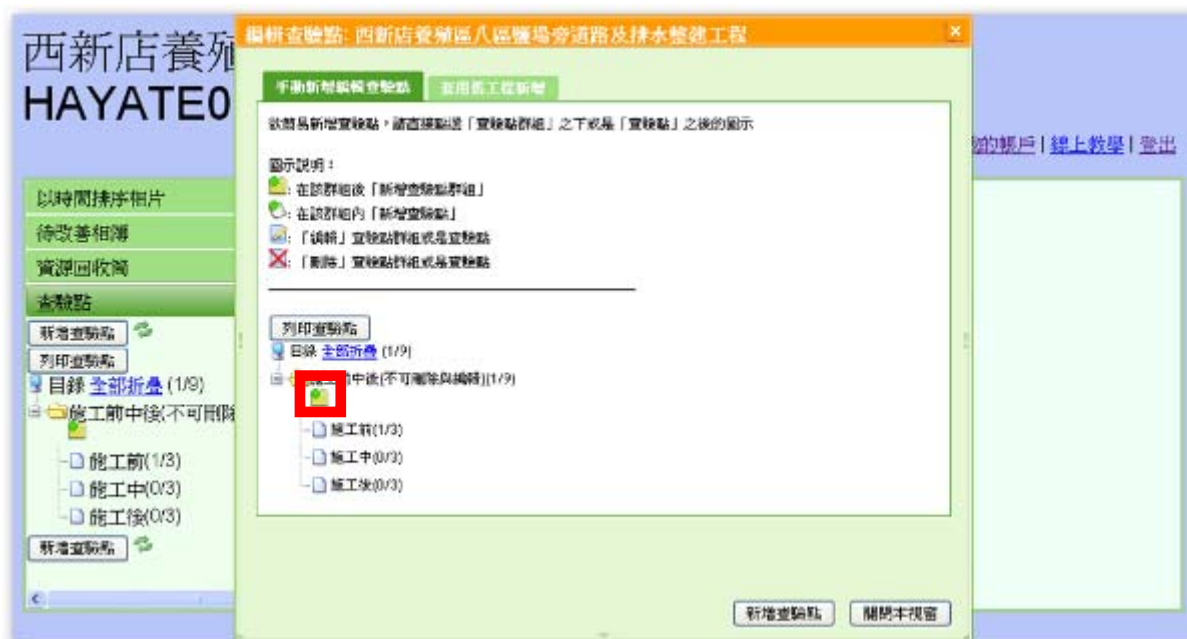 西新店養殖
HAYATE0
的帳戶 | 線上教學 | 登出
以時間排序相片
待改善相簿
資源回收筒
查驗點
新增查驗點
列印查驗點
目錄 全部折疊 (1/9)
施工前中後(不可刪除
施工前(1/3)
施工中(0/3)
施工後(0/3)
新增查驗點
編輯查驗點: 西新店養殖區八區鹽場旁道路及排水整建工程
手動新增編輯查驗點
套用舊工程新增
欲簡易新增查驗點，請直接點選「查驗點群組」之下或是「查驗點」之後的圖示
圖示說明：
: 在該群組後「新增查驗點群組」
: 在該群組內「新增查驗點」
: 「編輯」查驗點群組或是查驗點
: 「刪除」查驗點群組或是查驗點
列印查驗點
目錄 全部折疊 (1/9)
中後(不可刪除與編輯)(1/9)
施工前(1/3)
施工中(0/3)
施工後(0/3)
新增查驗點
關閉本視窗